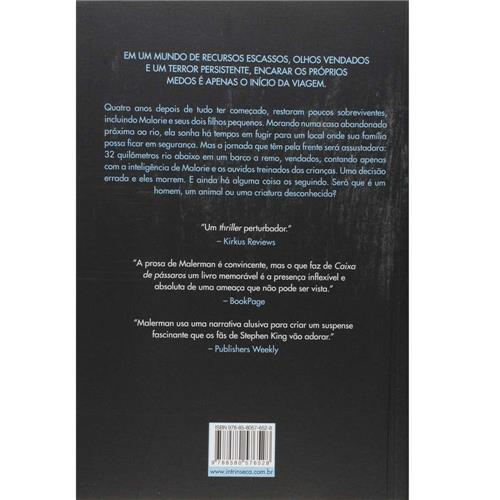 EM UM MUNDO DE RECURSOS ESCASSOS, OLHOS VENDADOS
E UM TERROR PERSISTENTE, ENCARAR OS PRÓPRIOS
MEDOS É APENAS O INÍCIO DA VIAGEM.
Quatro anos depois de tudo ter começado, restaram poucos sobreviventes,
incluindo Malorie e seus dois filhos pequenos. Morando numa casa abandonada
próxima ao rio, ela sonha há tempos em fugir para um local onde sua família
possa ficar em segurança. Mas a jornada que têm pela frente será assustadora:
32 quilômetros rio abaixo em um barco a remo, vendados, contando apenas
com a inteligência de Malorie e os ouvidos treinados das crianças. Uma decisão
errada e eles morrem. E ainda há alguma coisa os seguindo. Será que é um
homem, um animal ou uma criatura desconhecida?
"Um thriller perturbador."
– Kirkus Reviews
"A prosa de Malerman é convincente, mas o que faz de Caixa
de pássaros um livro memorável é a presença inflexível e
absoluta de uma ameaça que não pode ser vista."
– BookPage
"Malerman usa uma narrativa alusiva para criar um suspense
fascinante que os fãs de Stephen King vão adorar."
– Publishers Weekly
ISBN 978-85-8057-652-8
9 788580 576528
www.intrinseca.com.br